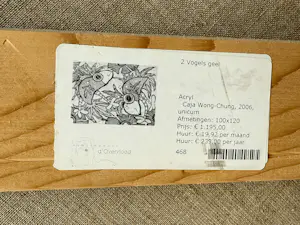 2 Vogels geel
Acryl
Caja Wong-Chung, 2006,
unicum
Afmetingen: 100x120
Prijs: € 1.195,00
Huur: € 19,92 per maand
Huur: € 239,00 per jaar
468